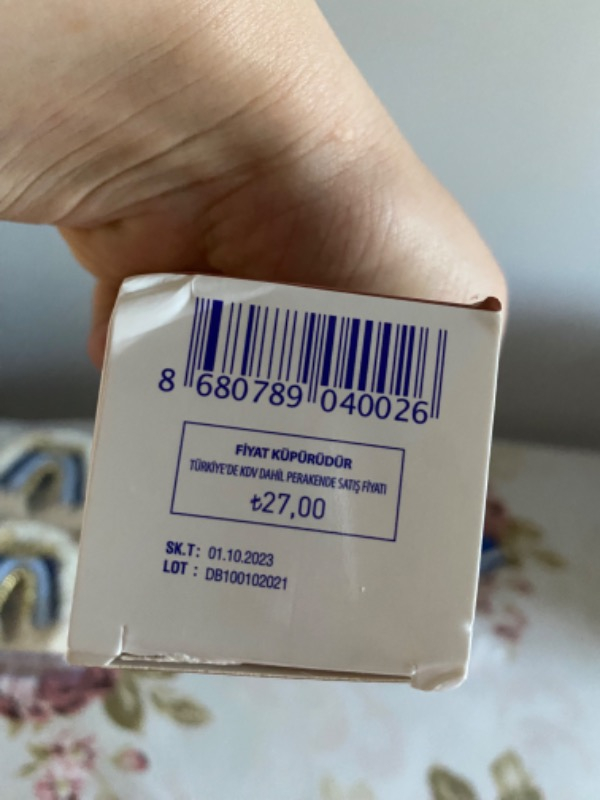 8 680789 040026
FİYAT KÜPÜRÜDÜR
TÜRKİYE'DE KDV DAHİL PERAKENDE SATIŞ FİYATI
₺27,00
SK.T: 01.10.2023
LOT : DB100102021